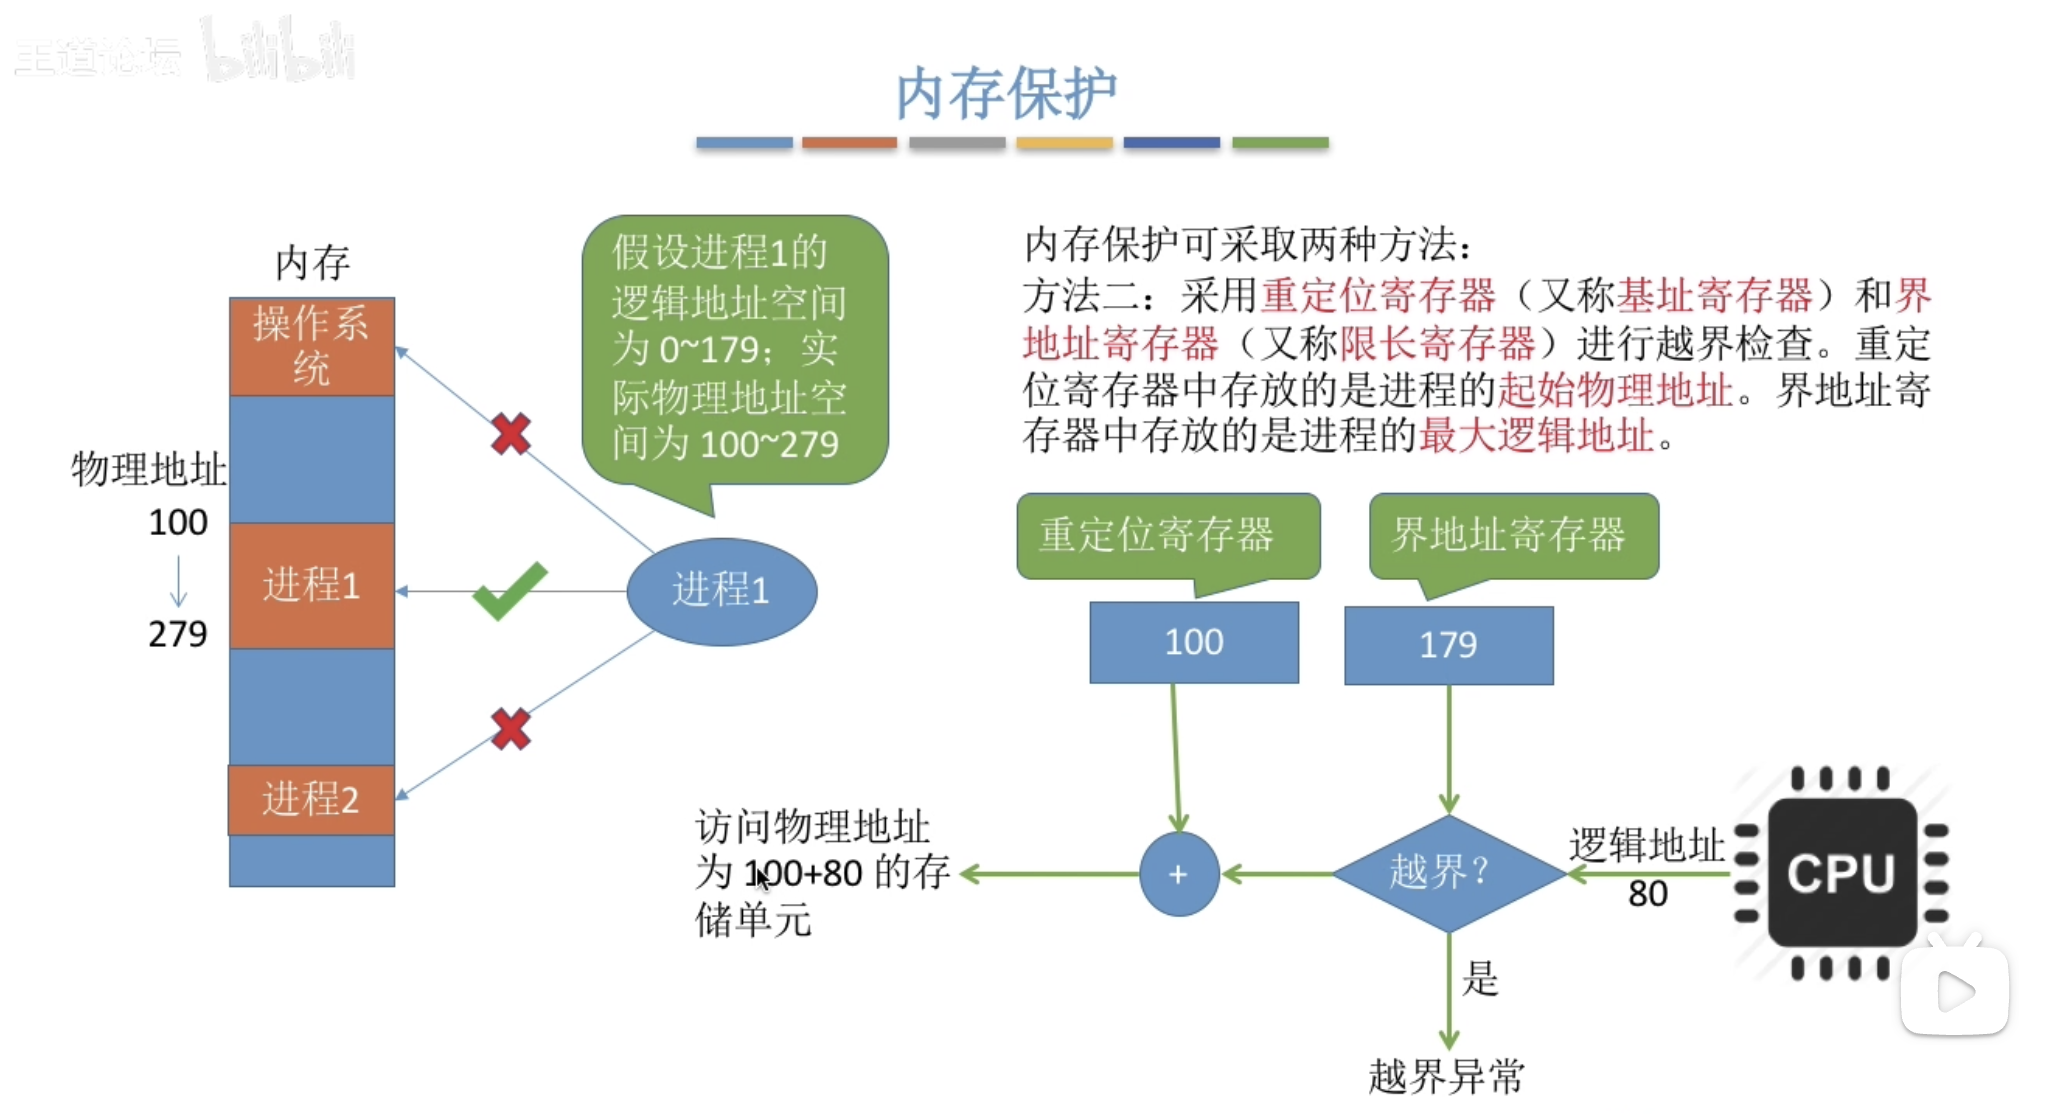 王道论坛 bilibili
内存保护
内存
操作系
统
物理地址
100
279
进程1
进程2
假设进程1的
逻辑地址空间
为 0~179；实
际物理地址空
间为 100~279
进程1
内存保护可采取两种方法：
方法二：采用重定位寄存器（又称基址寄存器）和界
地址寄存器（又称限长寄存器）进行越界检查。重定
位寄存器中存放的是进程的起始物理地址。界地址寄
存器中存放的是进程的最大逻辑地址。
重定位寄存器
界地址寄存器
100
179
访问物理地址
为 100+80 的存
储单元
+
越界？
逻辑地址
80
CPU
是
越界异常